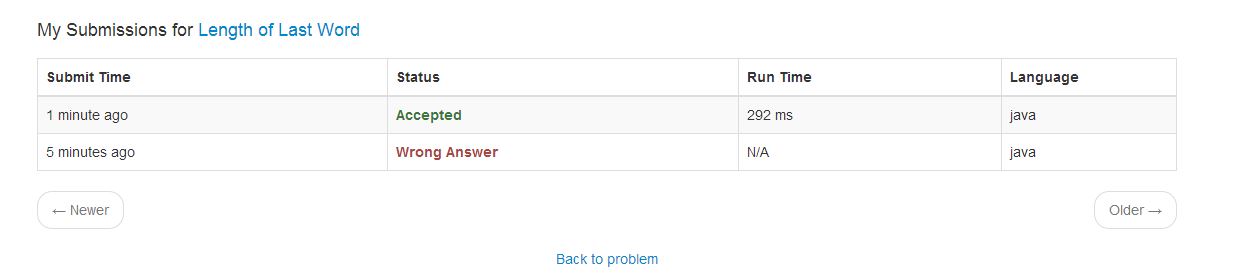 My Submissions for Length of Last Word
Submit Time Status Run Time Language
1 minute ago Accepted 292 ms java
5 minutes ago Wrong Answer N/A java
← Newer Older →
Back to problem